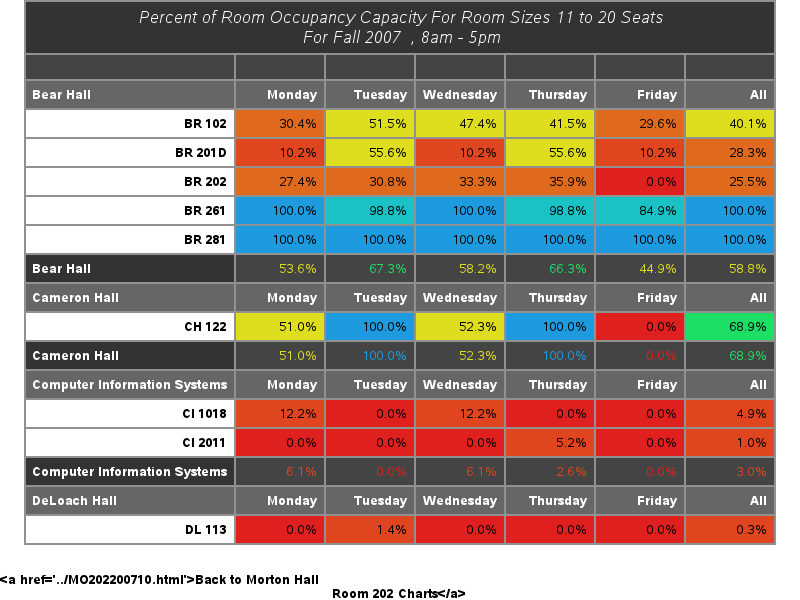 Percent of Room Occupancy Capacity For Room Sizes 11 to 20 Seats
For Fall 2007 , 8am - 5pm
Bear Hall Monday Tuesday Wednesday Thursday Friday All
BR 102 30.4% 51.5% 47.4% 41.5% 29.6% 40.1%
BR 201D 10.2% 55.6% 10.2% 55.6% 10.2% 28.3%
BR 202 27.4% 30.8% 33.3% 35.9% 0.0% 25.5%
BR 261 100.0% 98.8% 100.0% 98.8% 84.9% 100.0%
BR 281 100.0% 100.0% 100.0% 100.0% 100.0% 100.0%
Bear Hall 53.6% 67.3% 58.2% 66.3% 44.9% 58.8%
Cameron Hall Monday Tuesday Wednesday Thursday Friday All
CH 122 51.0% 100.0% 52.3% 100.0% 0.0% 68.9%
Cameron Hall 51.0% 100.0% 52.3% 100.0% 0.0% 68.9%
Computer Information Systems Monday Tuesday Wednesday Thursday Friday All
CI 1018 12.2% 0.0% 12.2% 0.0% 0.0% 4.9%
CI 2011 0.0% 0.0% 0.0% 5.2% 0.0% 1.0%
Computer Information Systems 6.1% 0.0% 6.1% 2.6% 0.0% 3.0%
DeLoach Hall Monday Tuesday Wednesday Thursday Friday All
DL 113 0.0% 1.4% 0.0% 0.0% 0.0% 0.3%
<a href='../MO202200710.html'>Back to Morton Hall
Room 202 Charts</a>